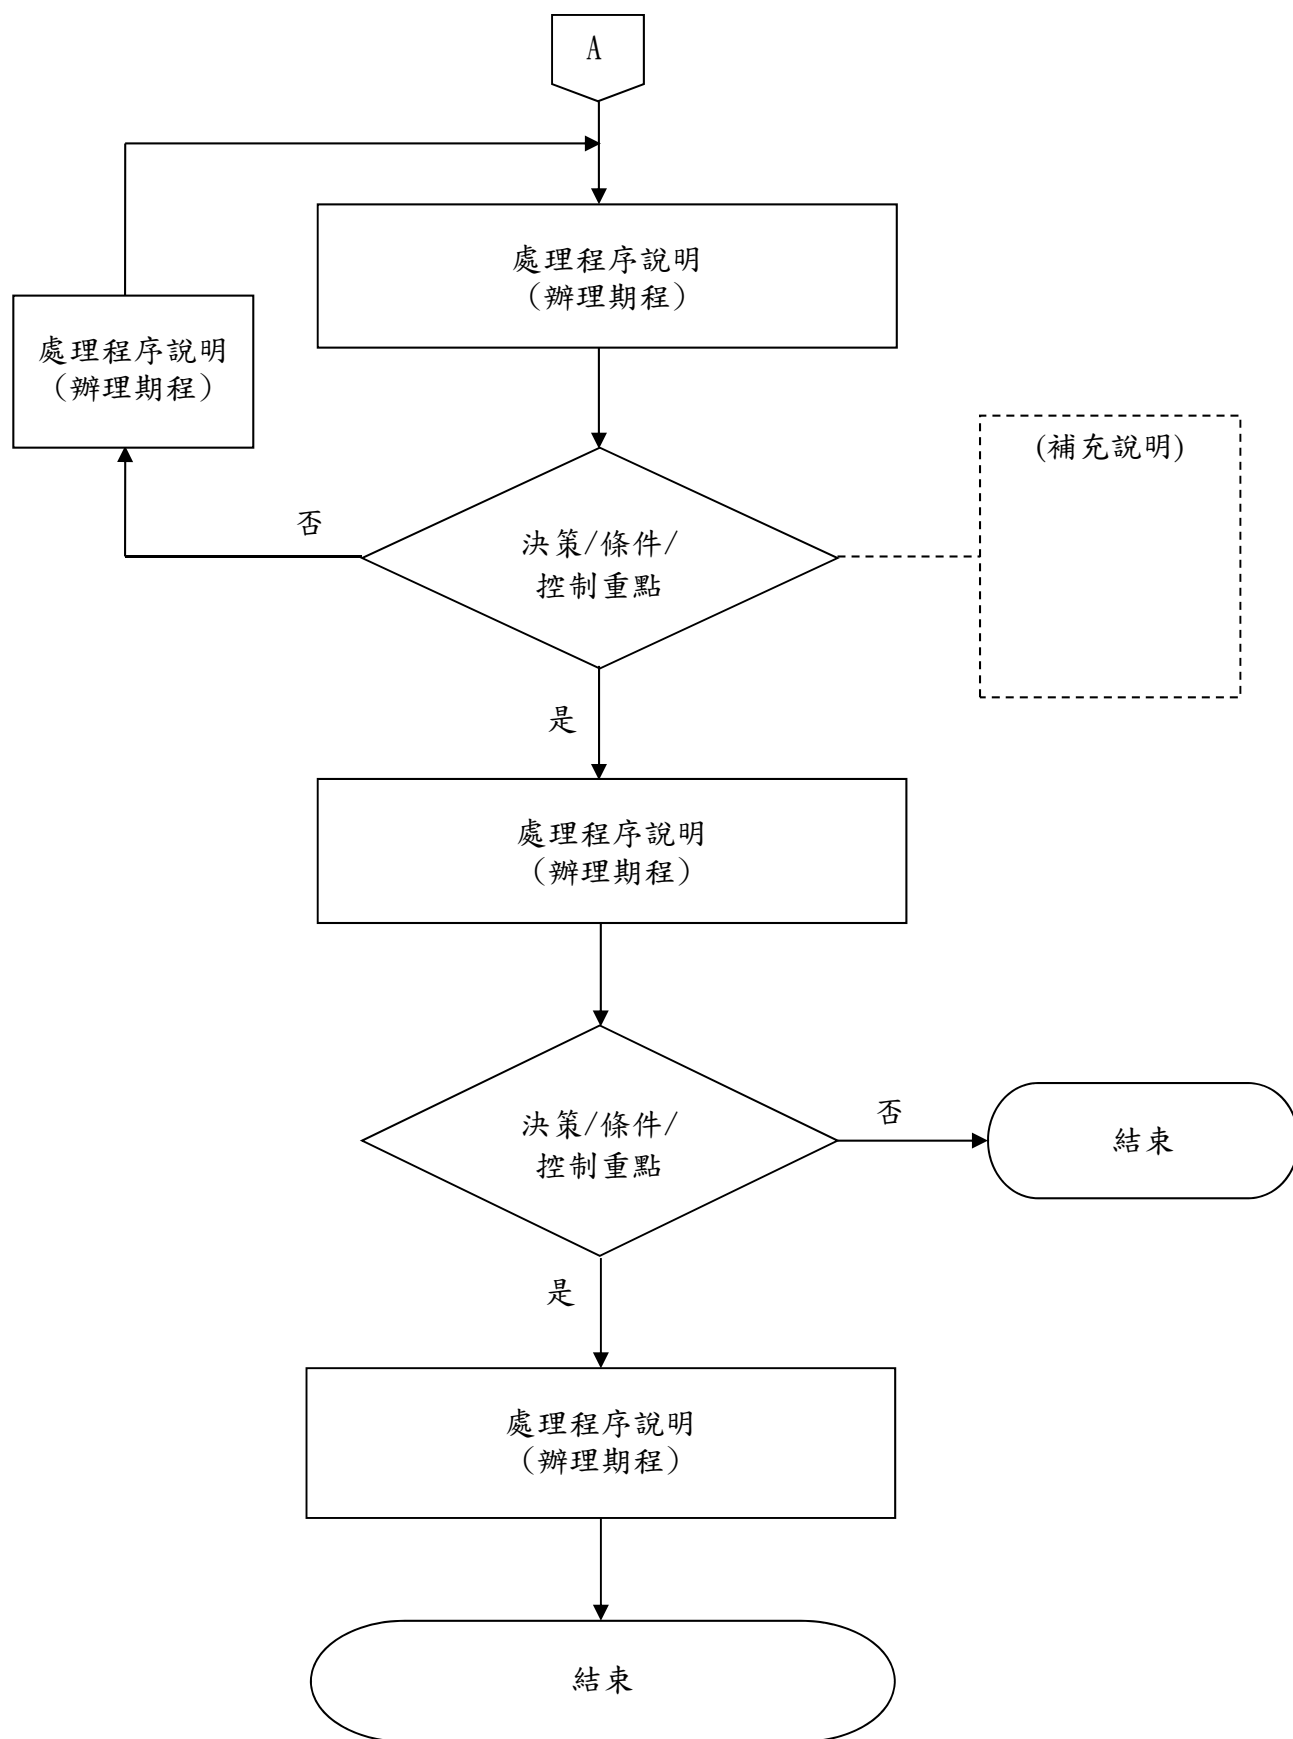 A
處理程序說明
（辦理期程）
處理程序說明
（辦理期程）
(補充說明)
否
決策/條件/
控制重點
是
處理程序說明
（辦理期程）
決策/條件/
控制重點
否
結束
是
處理程序說明
（辦理期程）
結束